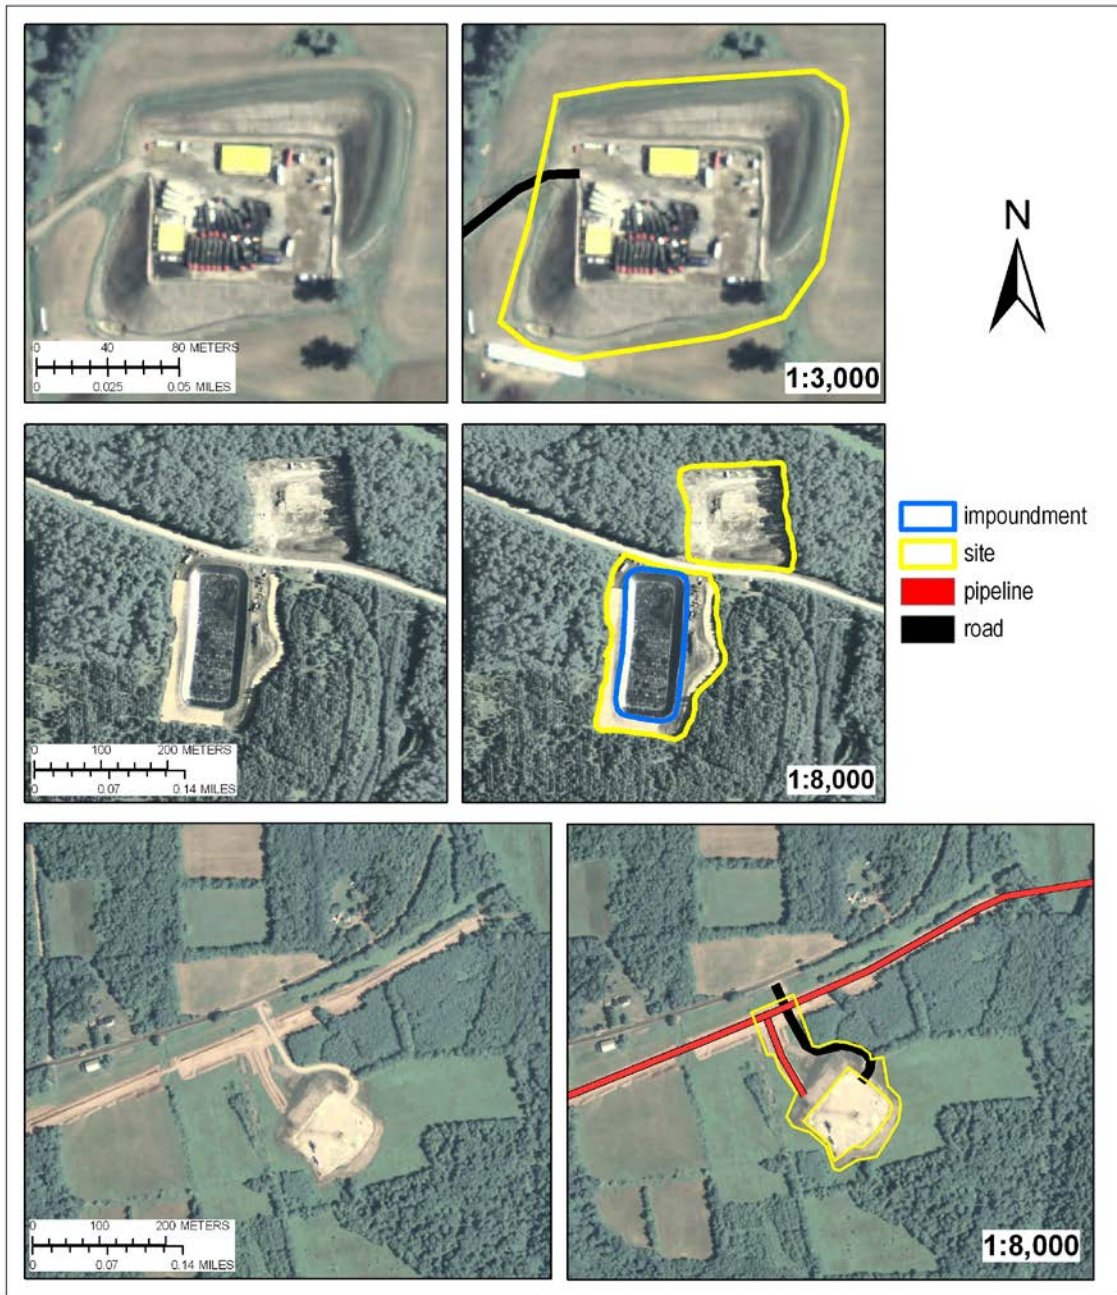 0 40 80 METERS
0 0.025 0.05 MILES
1:3,000
N
0 100 200 METERS
0 0.07 0.14 MILES
1:8,000
impoundment
site
pipeline
road
0 100 200 METERS
0 0.07 0.14 MILES
1:8,000